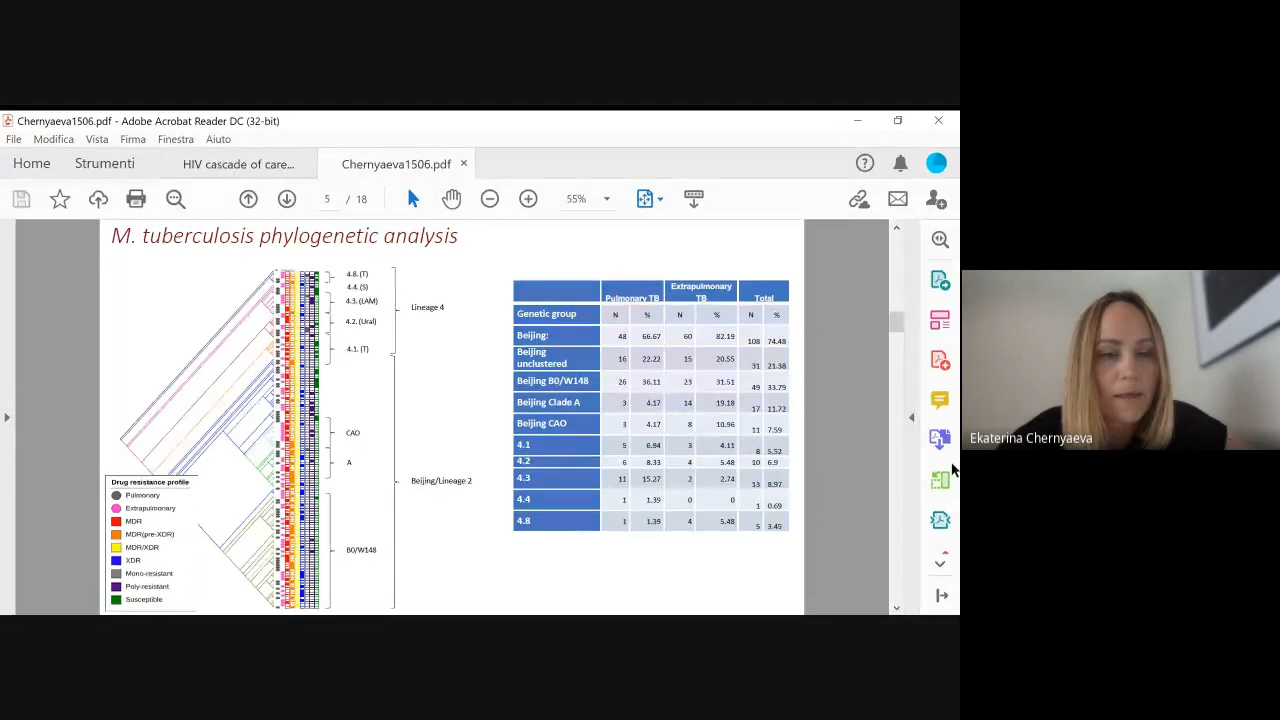 Chernyaeva1506.pdf - Adobe Acrobat Reader DC (32-bit)
File Modifica Vista Firma Finestra Aiuto
Home Strumenti HIV cascade of care... Chernyaeva1506.pdf ×
5 / 18 55%
M. tuberculosis phylogenetic analysis
4.8. (T)
4.4. (S)
4.3. (LAM)
4.2. (Ural)
4.1. (T)
Lineage 4
CAO
A
Beijing/Lineage 2
B0/W148
Drug resistance profile
Pulmonary
Extrapulmonary
MDR
MDR(pre-XDR)
MDR/XDR
XDR
Mono-resistant
Poly-resistant
Susceptible
Pulmonary TB Extrapulmonary TB Total
Genetic group N % N % N %
Beijing: 48 66.67 60 82.19 108 74.48
Beijing unclustered 16 22.22 15 20.55 31 21.38
Beijing B0/W148 26 36.11 23 31.51 49 33.79
Beijing Clade A 3 4.17 14 19.18 17 11.72
Beijing CAO 3 4.17 8 10.96 11 7.59
4.1 5 6.94 3 4.11 8 5.52
4.2 6 8.33 4 5.48 10 6.9
4.3 11 15.27 2 2.74 13 8.97
4.4 1 1.39 0 0 1 0.69
4.8 1 1.39 4 5.48 5 3.45
Ekaterina Chernyaeva